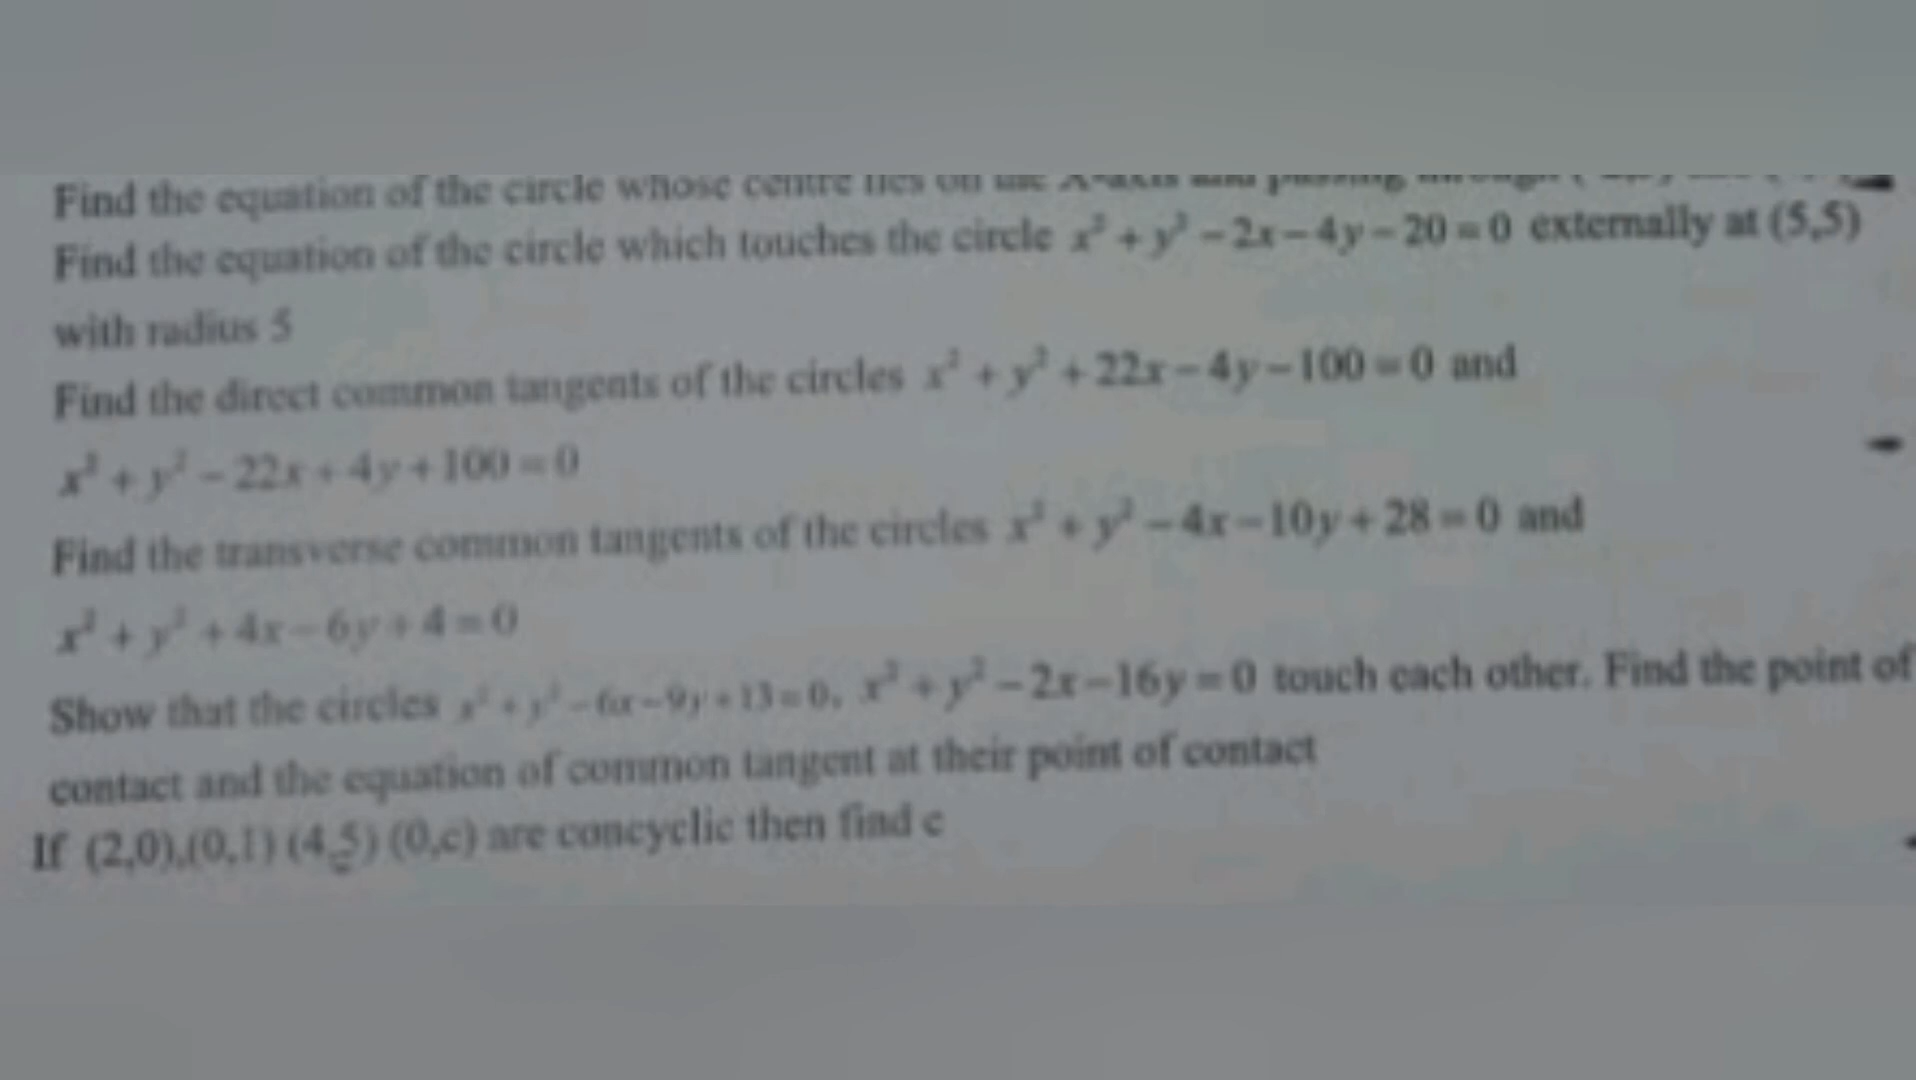 Find the equation of the circle whose centre lies on the X-axis and passing through
Find the equation of the circle which touches the circle x² + y² − 2x − 4y − 20 = 0 externally at (5,5)
with radius 5
Find the direct common tangents of the circles x² + y² + 22x − 4y − 100 = 0 and
x² + y² − 22x + 4y + 100 = 0
Find the transverse common tangents of the circles x² + y² − 4x − 10y + 28 = 0 and
x² + y² + 4x − 6y + 4 = 0
Show that the circles x² + y² − 6x − 9y + 13 = 0, x² + y² − 2x − 16y = 0 touch each other. Find the point of
contact and the equation of common tangent at their point of contact
If (2,0),(0,1) (4,5) (0,c) are concyclic then find c